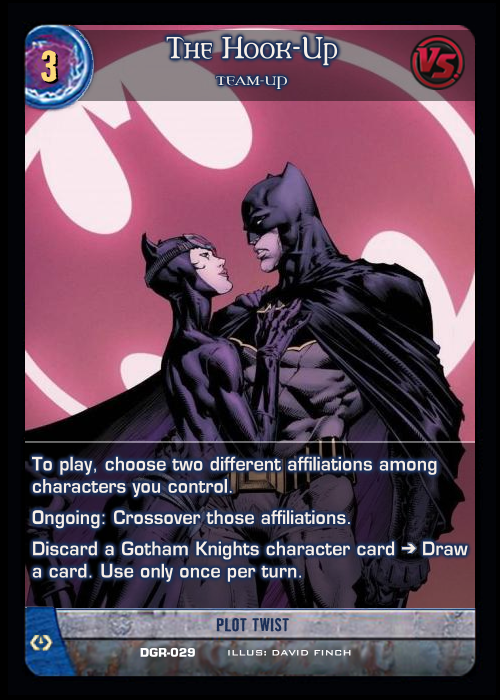 3
The Hook-Up
VS.
TEAM-UP
To play, choose two different affiliations among
characters you control.
Ongoing: Crossover those affiliations.
Discard a Gotham Knights character card ➔ Draw
a card. Use only once per turn.
PLOT TWIST
DGR-029 ILLUS: DAVID FINCH